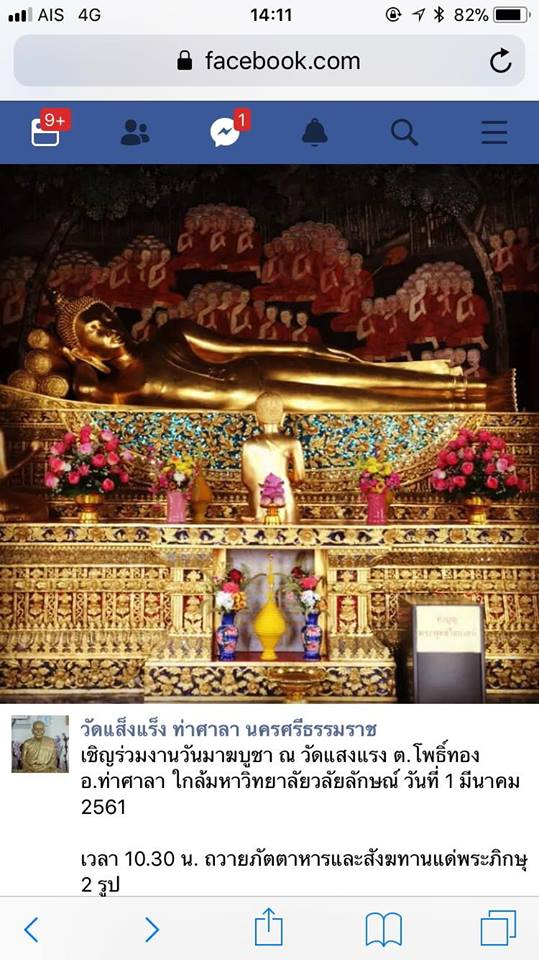 AIS 4G 14:11 82%
facebook.com
9+ 1
วัดแส็งแร็ง ท่าศาลา นครศรีธรรมราช
เชิญร่วมงานวันมาฆบูชา ณ วัดแสงแรง ต.โพธิ์ทอง
อ.ท่าศาลา ใกล้มหาวิทยาลัยวลัยลักษณ์ วันที่ 1 มีนาคม
2561
เวลา 10.30 น. ถวายภัตตาหารและสังฆทานแด่พระภิกษุ
2 รูป